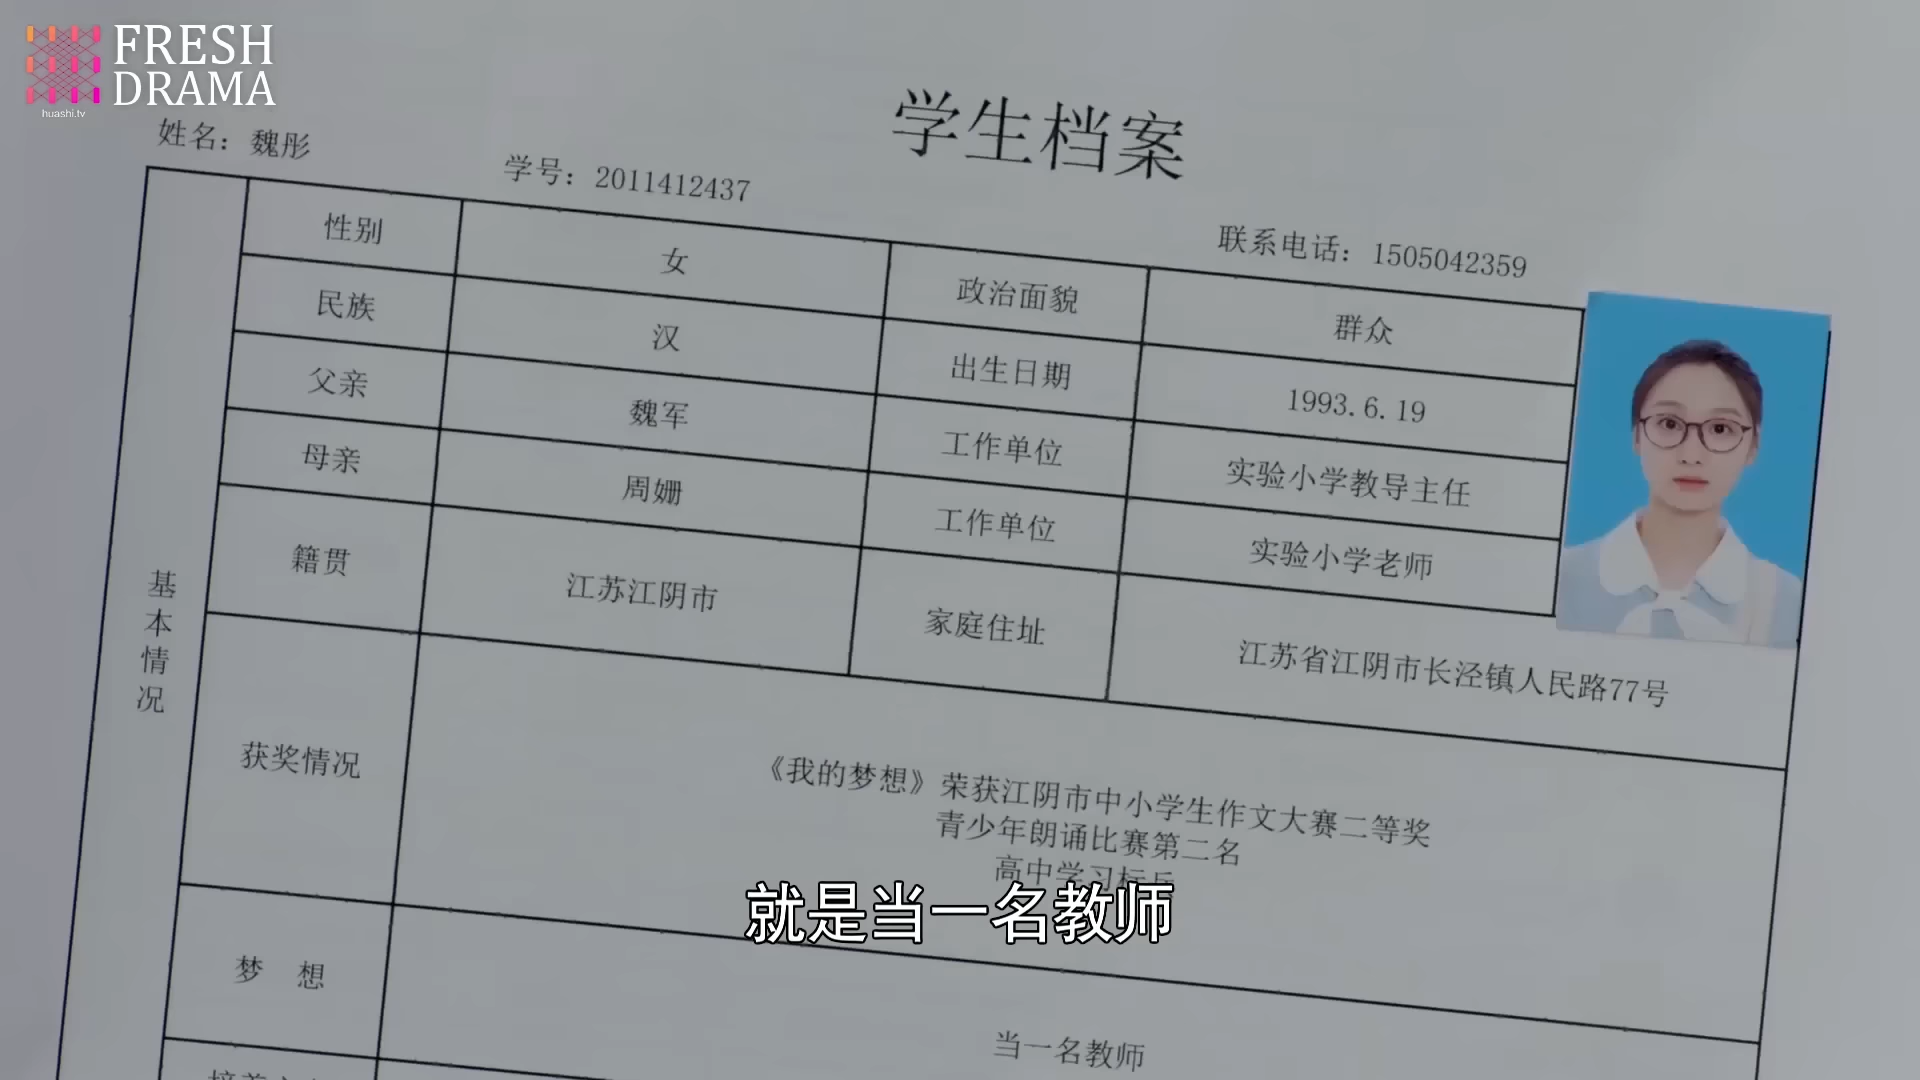 FRESH
DRAMA
huashi.tv
学生档案
姓名：魏彤
学号：2011412437
联系电话：1505042359
性别
女
政治面貌
群众
民族
汉
出生日期
1993.6.19
父亲
魏军
工作单位
实验小学教导主任
母亲
周姗
工作单位
实验小学老师
籍贯
江苏江阴市
家庭住址
江苏省江阴市长泾镇人民路77号
基本情况
获奖情况
《我的梦想》荣获江阴市中小学生作文大赛二等奖
青少年朗诵比赛第二名
高中学习标兵
就是当一名教师
梦 想
当一名教师